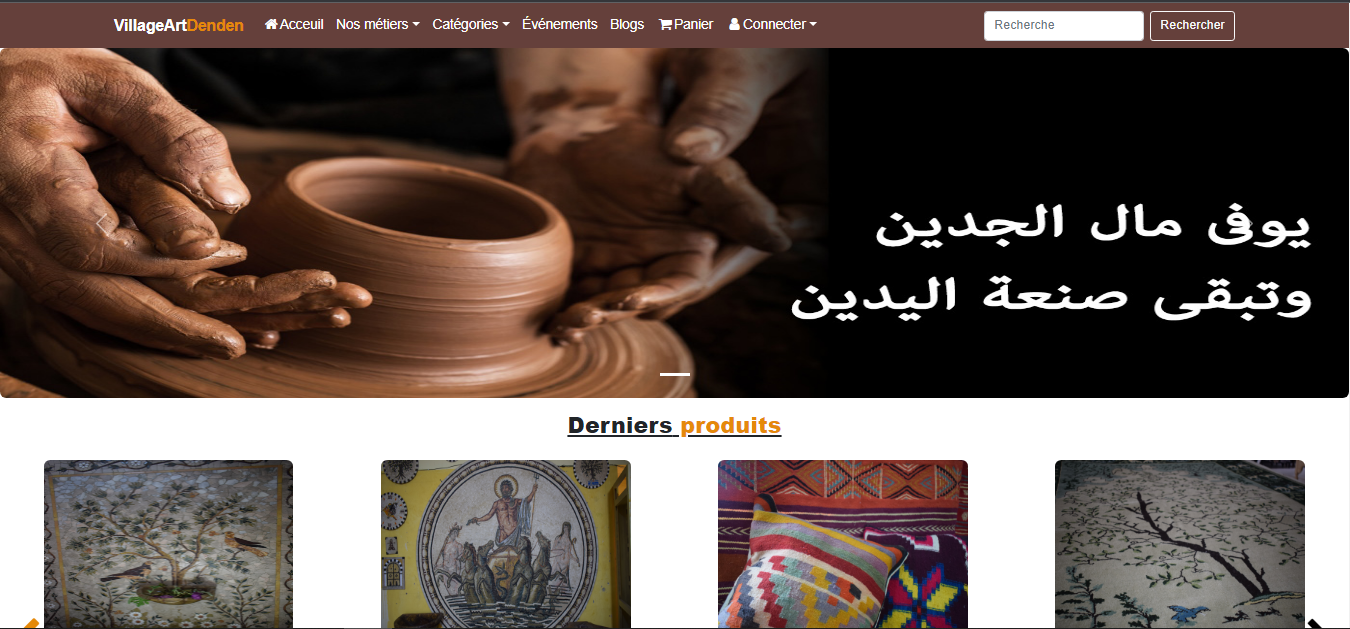 VillageArtDenden Acceuil Nos métiers Catégories Événements Blogs Panier Connecter Recherche Rechercher
يوفى مال الجدين
وتبقى صنعة اليدين
Derniers produits